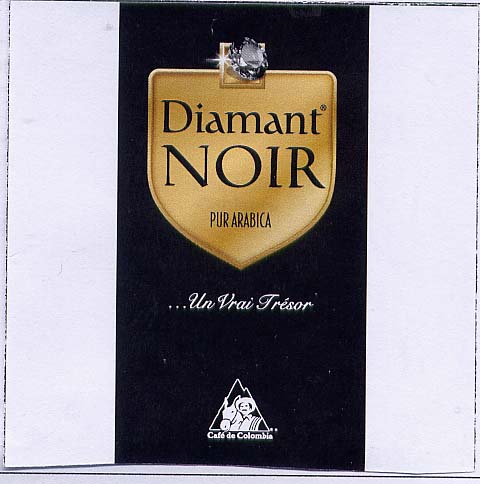 Diamant®
NOIR
PUR ARABICA
...Un Vrai Trésor
Café de Colombia